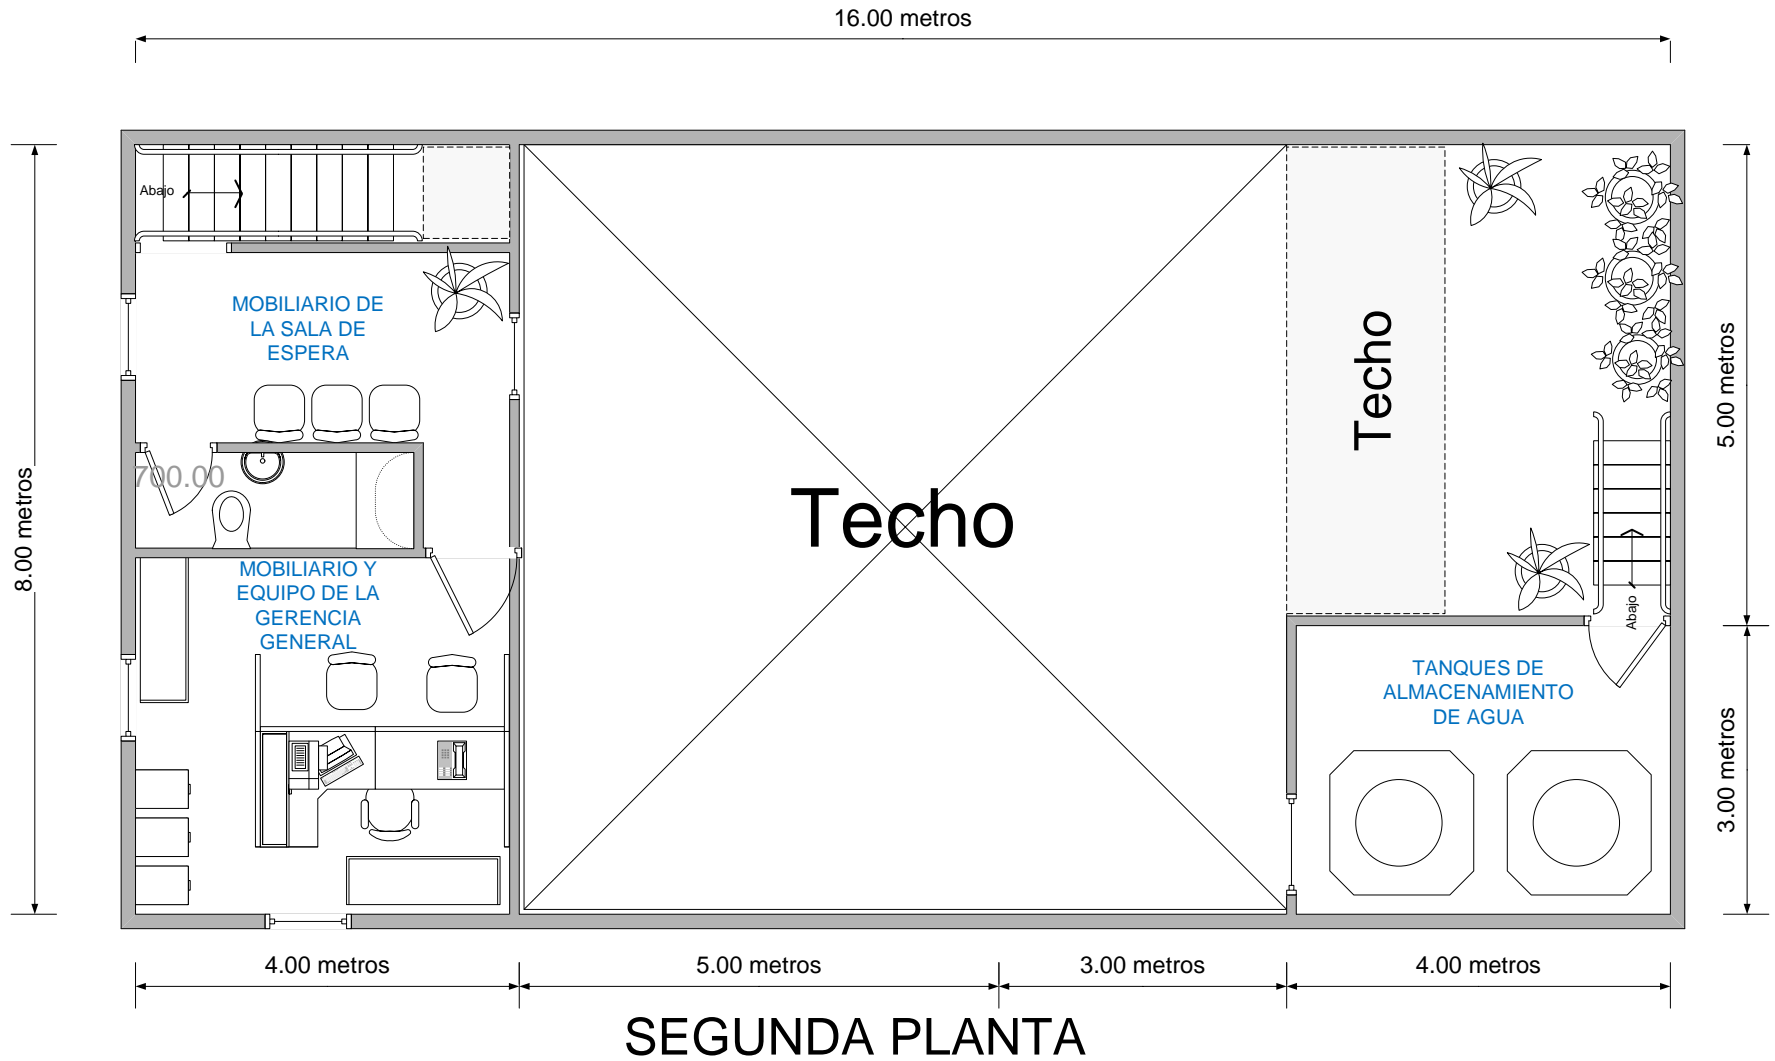 16.00 metros
Abajo
MOBILIARIO DE
LA SALA DE
ESPERA
Techo
5.00 metros
8.00 metros
700.00
Techo
MOBILIARIO Y
EQUIPO DE LA
GERENCIA
GENERAL
Abajo
TANQUES DE
ALMACENAMIENTO
DE AGUA
3.00 metros
4.00 metros
5.00 metros
3.00 metros
4.00 metros
SEGUNDA PLANTA